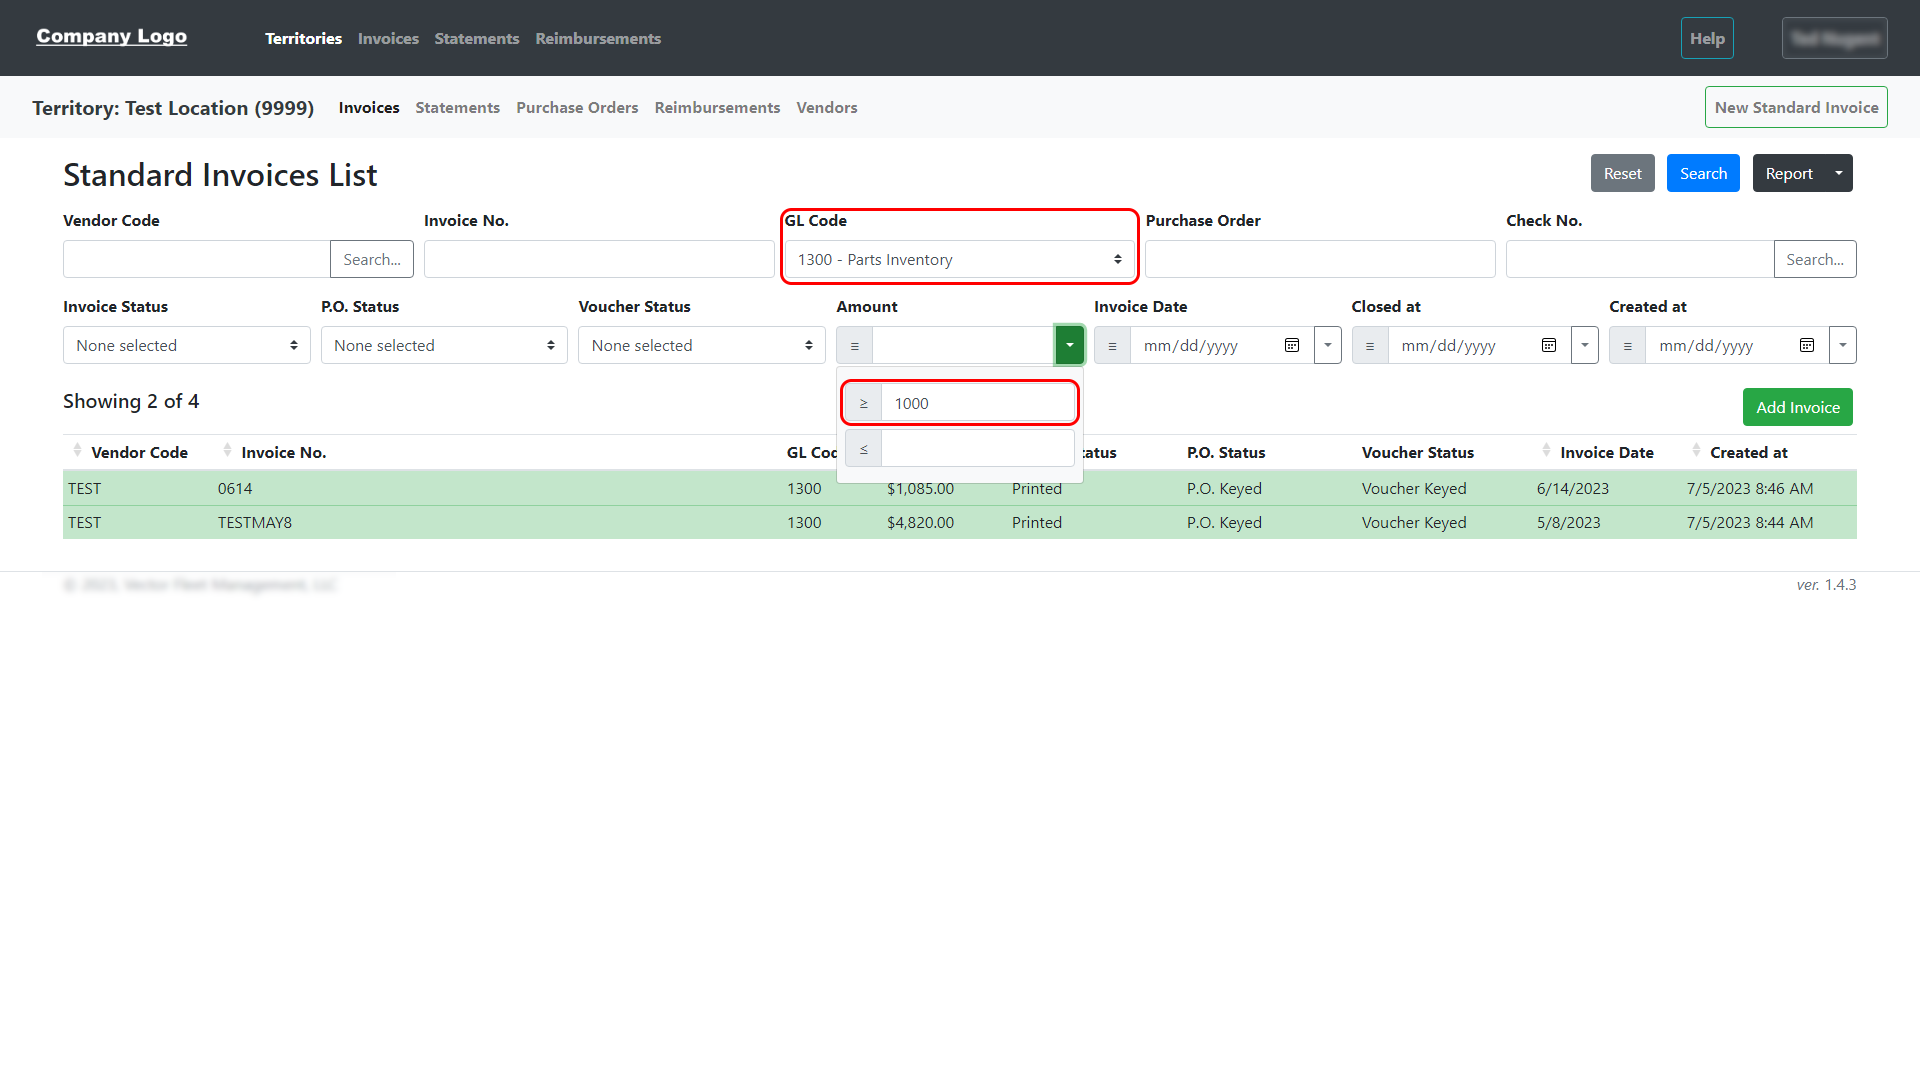 Company Logo Territories Invoices Statements Reimbursements Help
Territory: Test Location (9999) Invoices Statements Purchase Orders Reimbursements Vendors New Standard Invoice
Standard Invoices List Reset Search Report
Vendor Code Invoice No. GL Code Purchase Order Check No.
Search... 1300 - Parts Inventory Search...
Invoice Status P.O. Status Voucher Status Amount Invoice Date Closed at Created at
None selected None selected None selected = mm/dd/yyyy = mm/dd/yyyy = mm/dd/yyyy
Showing 2 of 4 ≥ 1000 Add Invoice
Vendor Code Invoice No. GL Cod ≤ tatus P.O. Status Voucher Status Invoice Date Created at
TEST 0614 1300 $1,085.00 Printed P.O. Keyed Voucher Keyed 6/14/2023 7/5/2023 8:46 AM
TEST TESTMAY8 1300 $4,820.00 Printed P.O. Keyed Voucher Keyed 5/8/2023 7/5/2023 8:44 AM
ver. 1.4.3